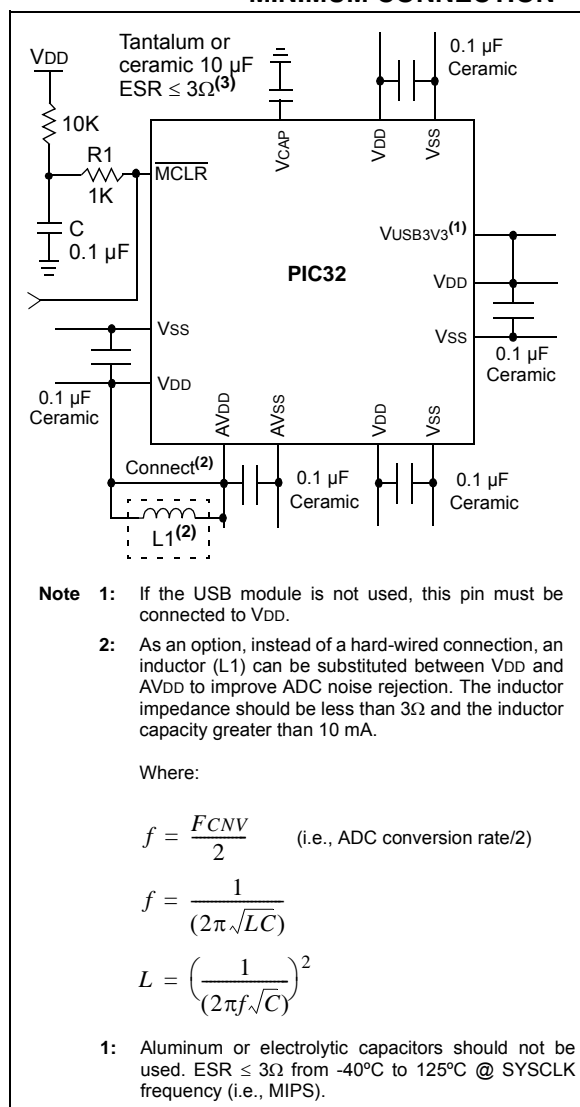 VDD
Tantalum or
ceramic 10 µF
ESR ≤ 3Ω(3)
0.1 µF
Ceramic
10K
R1
1K
MCLR
C
0.1 µF
VCAP
VDD
VSS
VUSB3V3(1)
VDD
VSS
0.1 µF
Ceramic
PIC32
VSS
VDD
0.1 µF
Ceramic
AVDD
AVSS
VDD
VSS
Connect(2)
L1(2)
0.1 µF
Ceramic
0.1 µF
Ceramic
Note 1: If the USB module is not used, this pin must be
connected to VDD.
2: As an option, instead of a hard-wired connection, an
inductor (L1) can be substituted between VDD and
AVDD to improve ADC noise rejection. The inductor
impedance should be less than 3Ω and the inductor
capacity greater than 10 mA.
Where:
f = FCNV / 2 (i.e., ADC conversion rate/2)
f = 1 / (2π√LC)
L = (1 / (2πf√C))²
1: Aluminum or electrolytic capacitors should not be
used. ESR ≤ 3Ω from -40ºC to 125ºC @ SYSCLK
frequency (i.e., MIPS).